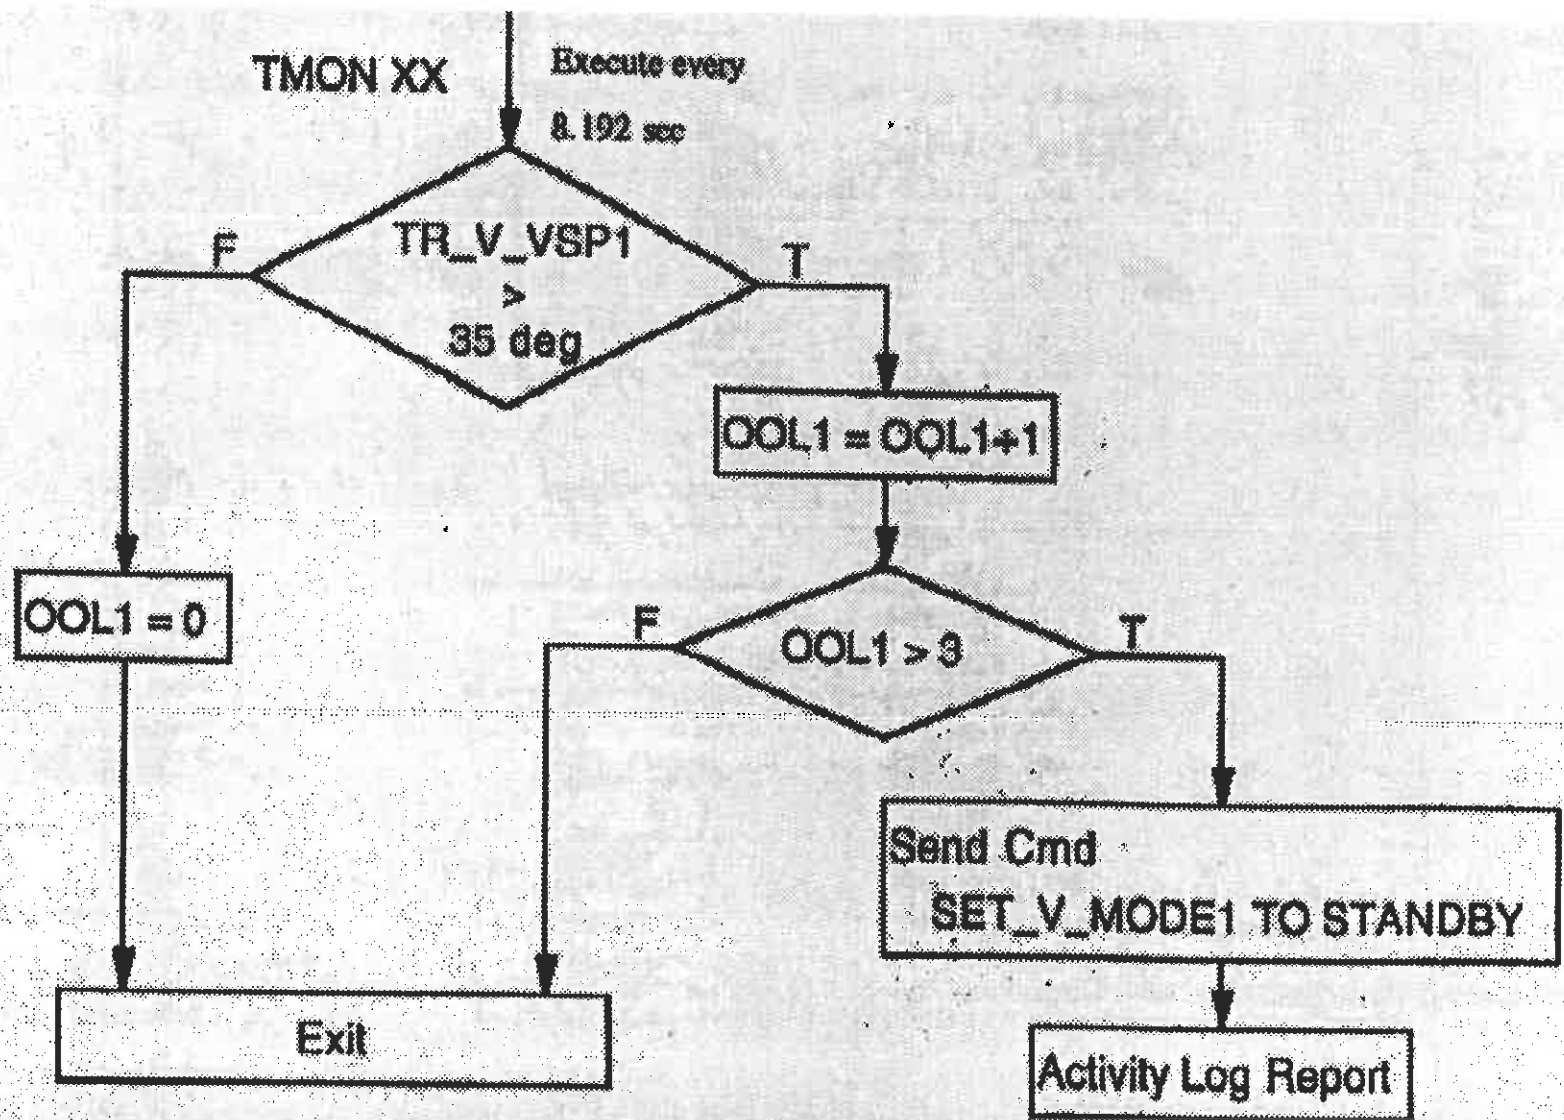 TMON XX
Execute every
8.192 sec
TR_V_VSP1
>
35 deg
F
T
OOL1 = OOL1+1
OOL1 = 0
F
OOL1 > 3
T
Send Cmd
SET_V_MODE1 TO STANDBY
Exit
Activity Log Report